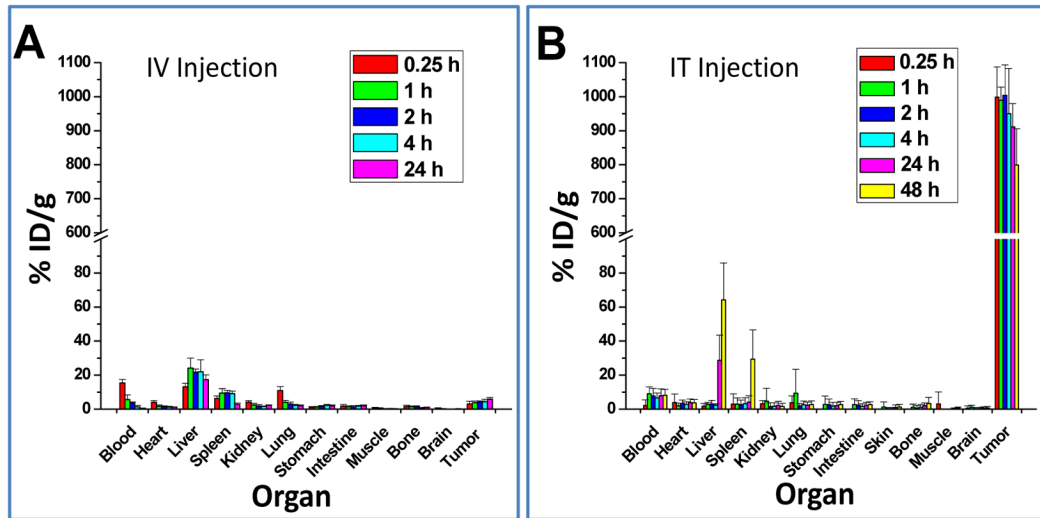 A
IV Injection
0.25 h
1 h
2 h
4 h
24 h
1100
1000
900
800
700
600
80
60
40
20
0
% ID/g
Blood
Heart
Liver
Spleen
Kidney
Lung
Stomach
Intestine
Muscle
Bone
Brain
Tumor
Organ
B
IT Injection
0.25 h
1 h
2 h
4 h
24 h
48 h
1100
1000
900
800
700
600
80
60
40
20
0
% ID/g
Blood
Heart
Liver
Spleen
Kidney
Lung
Stomach
Intestine
Skin
Bone
Muscle
Brain
Tumor
Organ